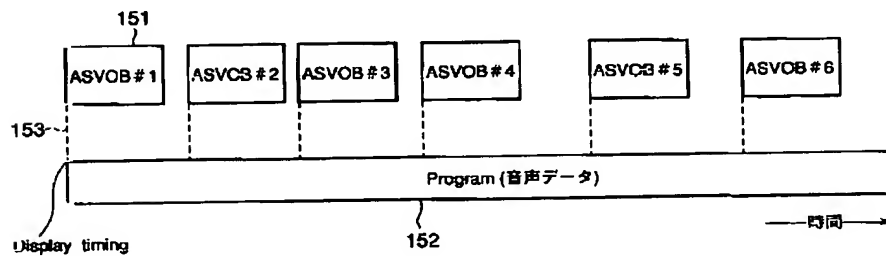 151
ASVOB#1
ASVOB#2
ASVOB#3
ASVOB#4
ASVOB#5
ASVOB#6
153
Program (音声データ)
時間
152
Display timing